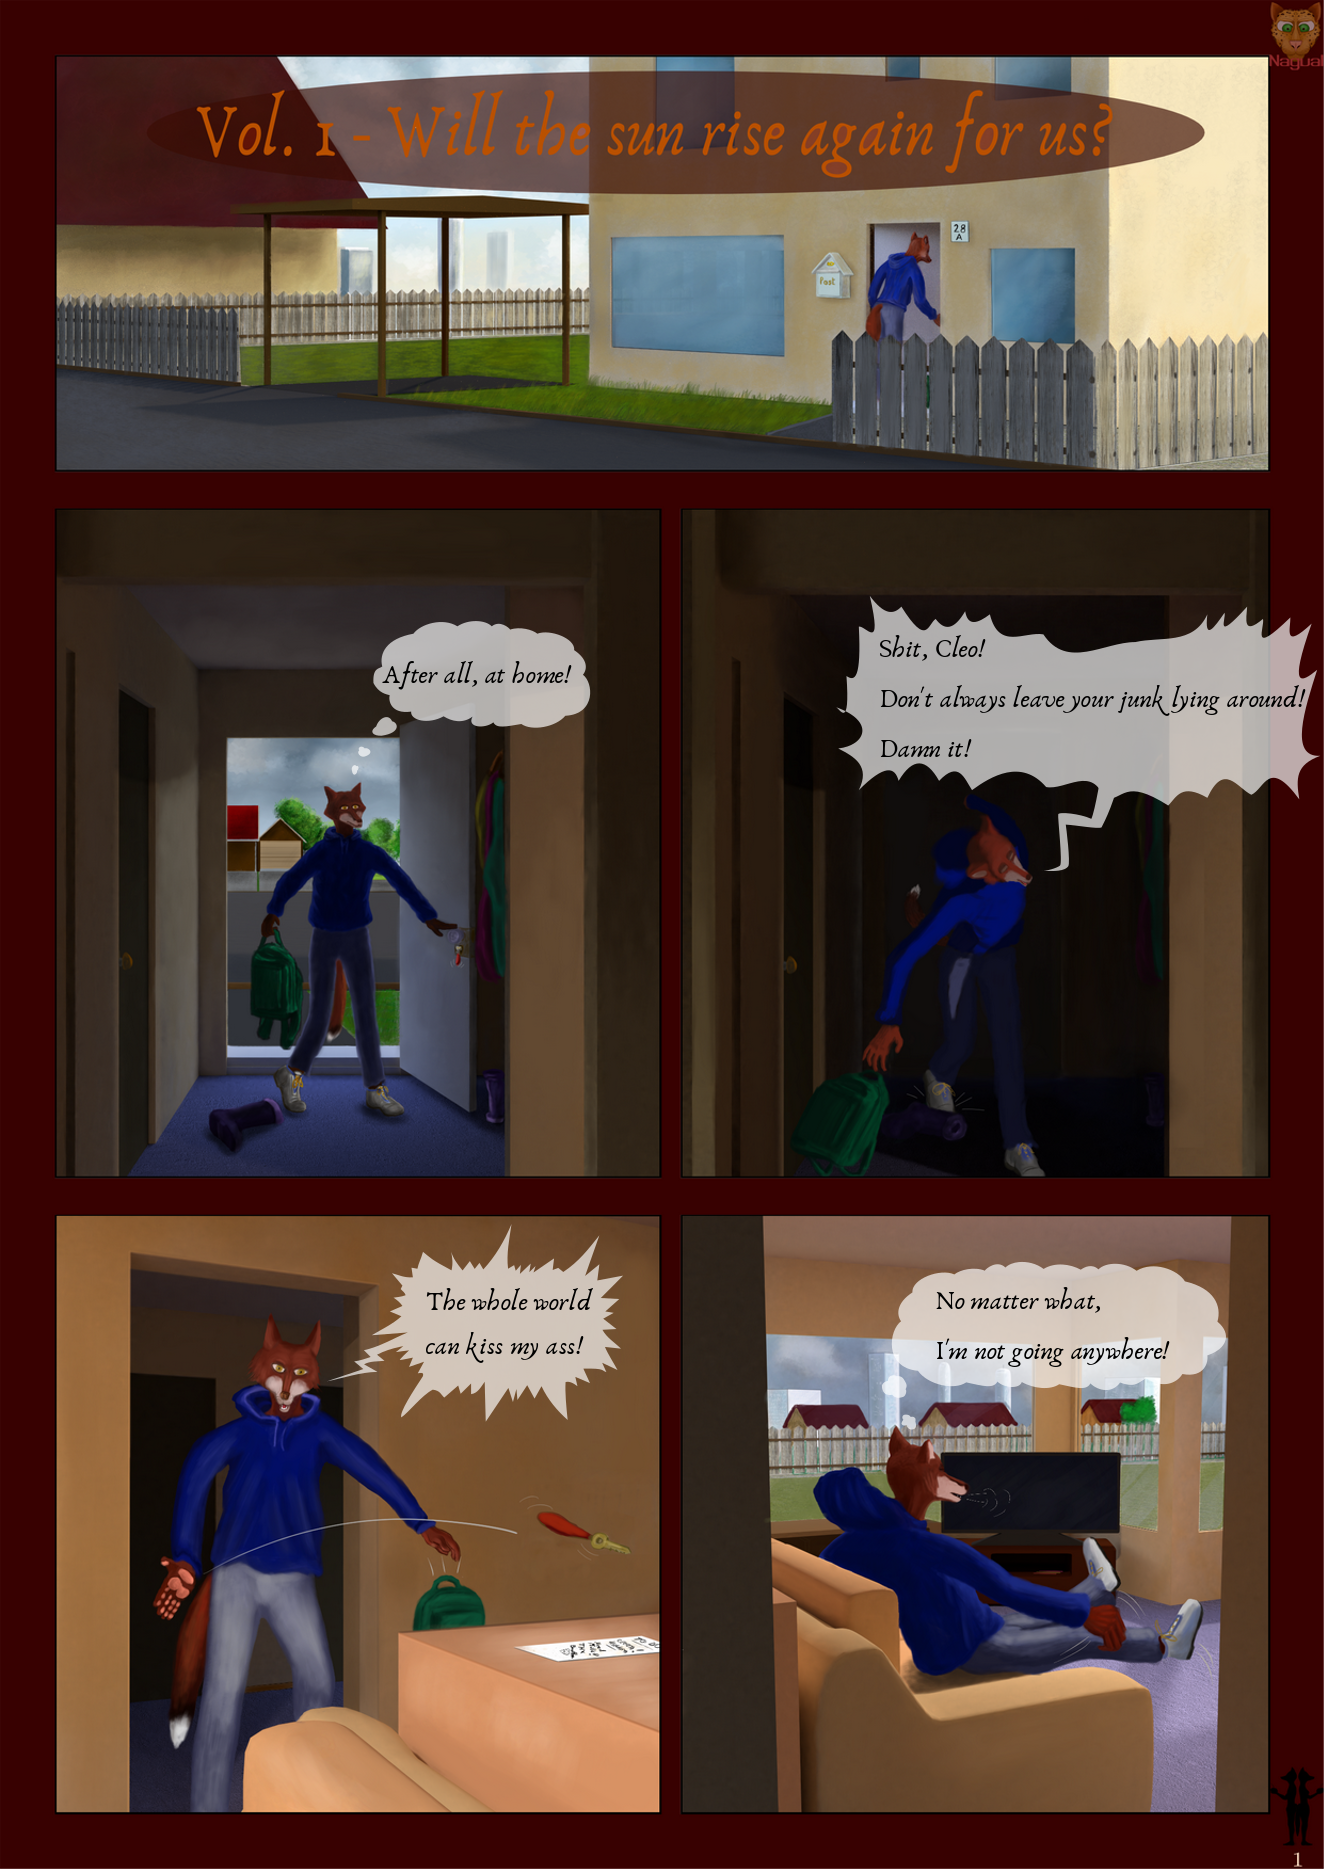 Nagual
Vol. 1 - Will the sun rise again for us?
28
A
Post
After all, at home!
Shit, Cleo!
Don't always leave your junk lying around!
Damn it!
The whole world
can kiss my ass!
No matter what,
I'm not going anywhere!
1